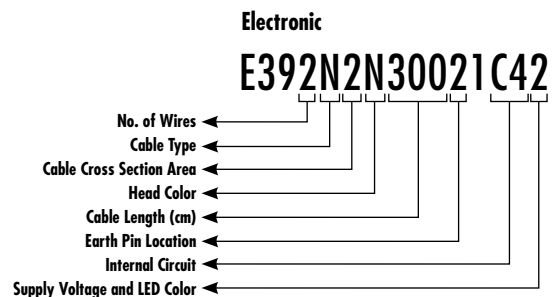 Electronic
E392N2N30021C42
No. of Wires
Cable Type
Cable Cross Section Area
Head Color
Cable Length (cm)
Earth Pin Location
Internal Circuit
Supply Voltage and LED Color